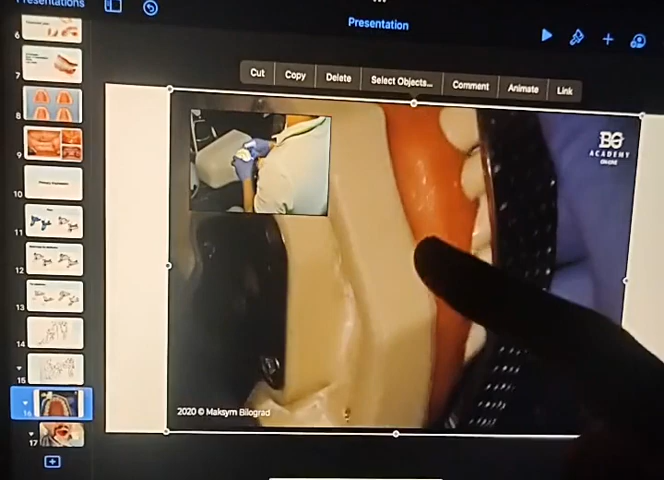 Presentations
Presentation
Cut Copy Delete Select Objects... Comment Animate Link
6
7
8
9
10
11
12
13
14
15
16
17
BG
ACADEMY
2020 © Maksym Bilograd